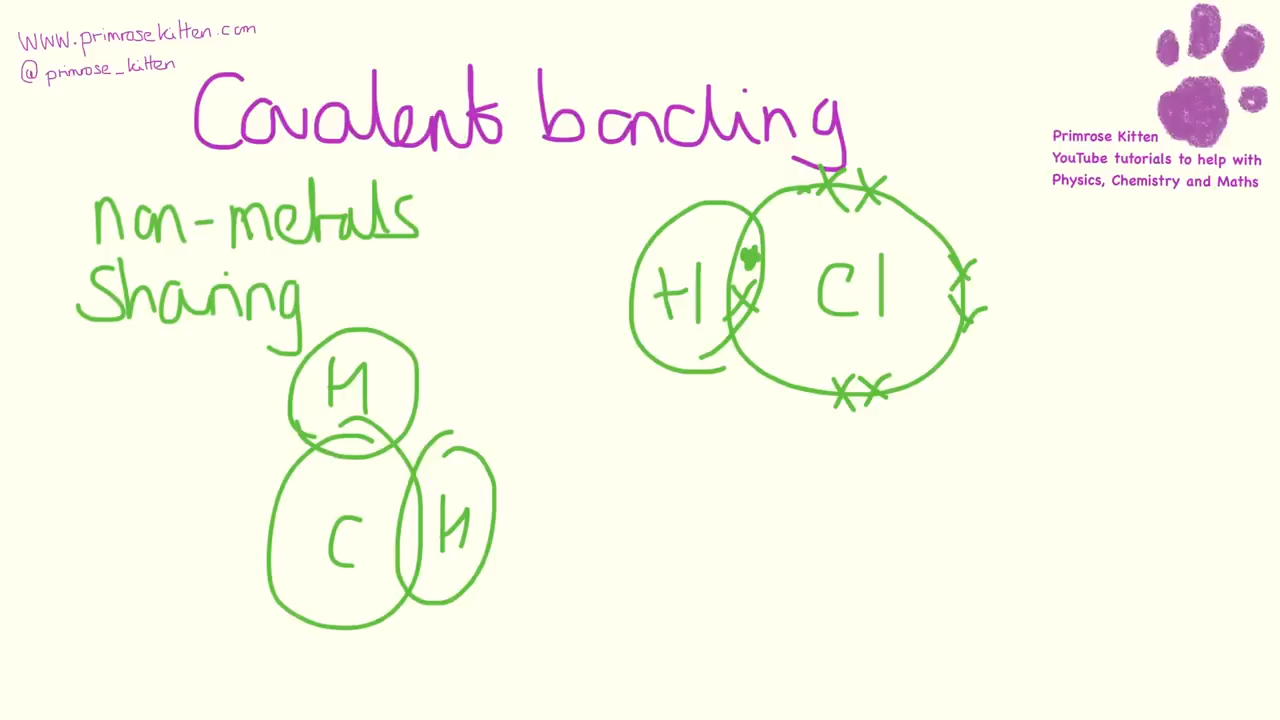 www.primrosekitten.com
@primrose_kitten
Covalent bonding
non-metals
Sharing
H Cl
H
C H
Primrose Kitten
YouTube tutorials to help with
Physics, Chemistry and Maths